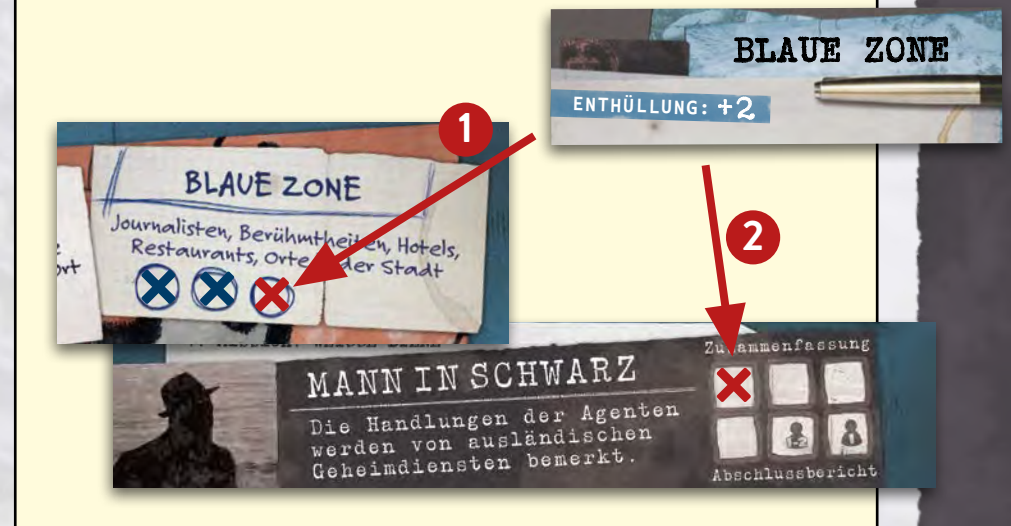 BLAUE ZONE
ENTHÜLLUNG: +2
1
BLAUE ZONE
Journalisten, Berühmtheiten, Hotels,
Restaurants, Orte der Stadt
ort
2
MANN IN SCHWARZ
Die Handlungen der Agenten
werden von ausländischen
Geheimdiensten bemerkt.
Zusammenfassung
Abschlussbericht